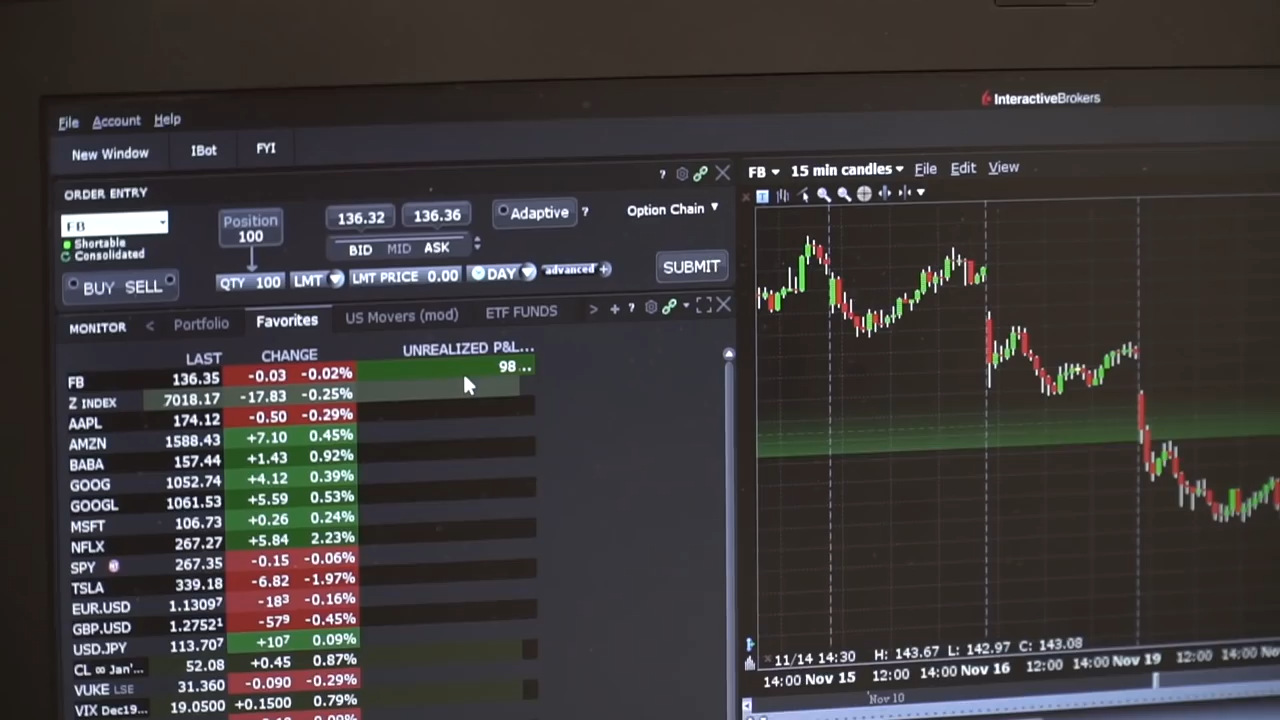 InteractiveBrokers
File Account Help
New Window IBot FYI
ORDER ENTRY ?
FB
Shortable
Consolidated
Position
100
136.32 136.36
BID MID ASK
Adaptive ?
Option Chain
BUY SELL
QTY 100 LMT LMT PRICE 0.00 DAY advanced +
SUBMIT
MONITOR < Portfolio Favorites US Movers (mod) ETF FUNDS > + ?
LAST CHANGE UNREALIZED P&L...
FB 136.35 -0.03 -0.02% 98...
Z INDEX 7018.17 -17.83 -0.25%
AAPL 174.12 -0.50 -0.29%
AMZN 1588.43 +7.10 0.45%
BABA 157.44 +1.43 0.92%
GOOG 1052.74 +4.12 0.39%
GOOGL 1061.53 +5.59 0.53%
MSFT 106.73 +0.26 0.24%
NFLX 267.27 +5.84 2.23%
SPY 267.35 -0.15 -0.06%
TSLA 339.18 -6.82 -1.97%
EUR.USD 1.13097 -18³ -0.16%
GBP.USD 1.2752¹ -57⁹ -0.45%
USD.JPY 113.70⁷ +10⁷ 0.09%
CL ∞ Jan'... 52.08 +0.45 0.87%
VUKE LSE 31.360 -0.090 -0.29%
VIX Dec19... 19.0500 +0.1500 0.79%
FB 15 min candles File Edit View
11/14 14:30 H: 143.67 L: 142.97 C: 143.08
14:00 Nov 15 12:00 14:00 Nov 16 12:00 14:00 Nov 19 12:00 14:00
Nov 10